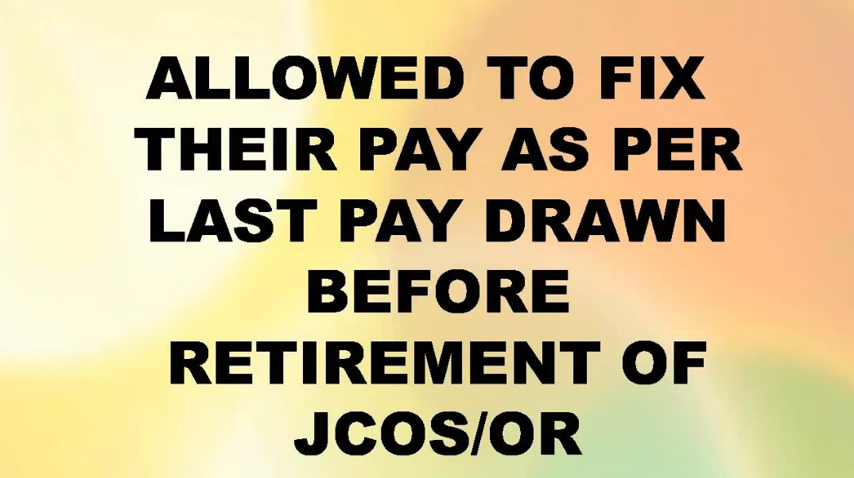 ALLOWED TO FIX
THEIR PAY AS PER
LAST PAY DRAWN
BEFORE
RETIREMENT OF
JCOS/OR